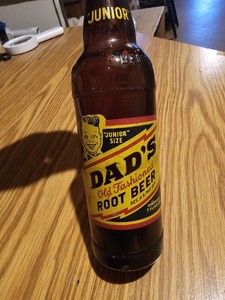 "JUNIOR"
"JUNIOR"
SIZE
DAD'S
Old Fashioned
ROOT BEER